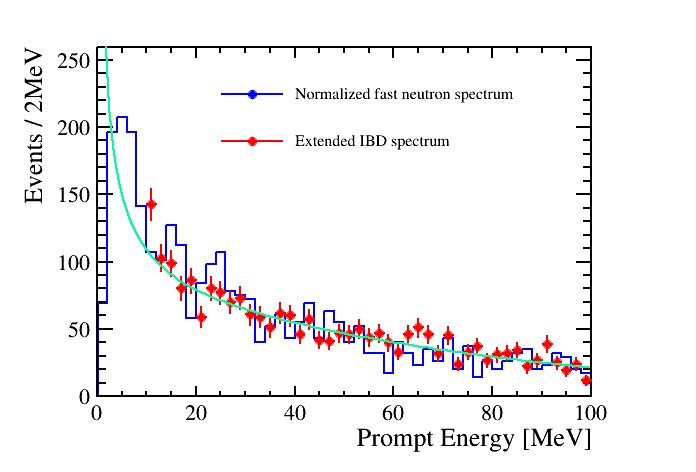 Events / 2MeV
250
200
150
100
50
0
Normalized fast neutron spectrum
Extended IBD spectrum
0 20 40 60 80 100
Prompt Energy [MeV]